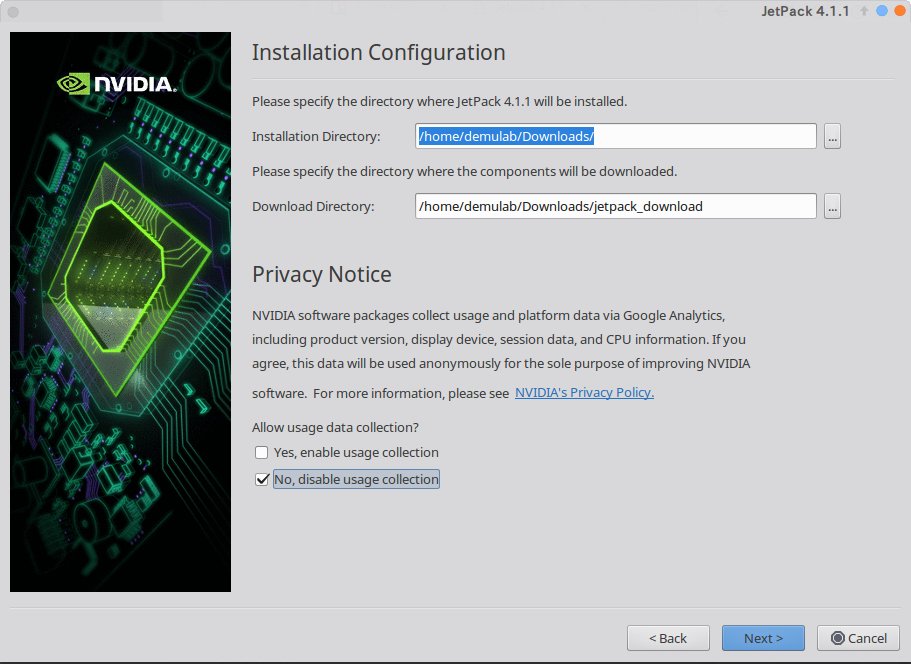 JetPack 4.1.1
NVIDIA.
Installation Configuration
Please specify the directory where JetPack 4.1.1 will be installed.
Installation Directory: /home/demulab/Downloads/ ...
Please specify the directory where the components will be downloaded.
Download Directory: /home/demulab/Downloads/jetpack_download ...
Privacy Notice
NVIDIA software packages collect usage and platform data via Google Analytics,
including product version, display device, session data, and CPU information. If you
agree, this data will be used anonymously for the sole purpose of improving NVIDIA
software. For more information, please see NVIDIA's Privacy Policy.
Allow usage data collection?
Yes, enable usage collection
No, disable usage collection
< Back Next > Cancel